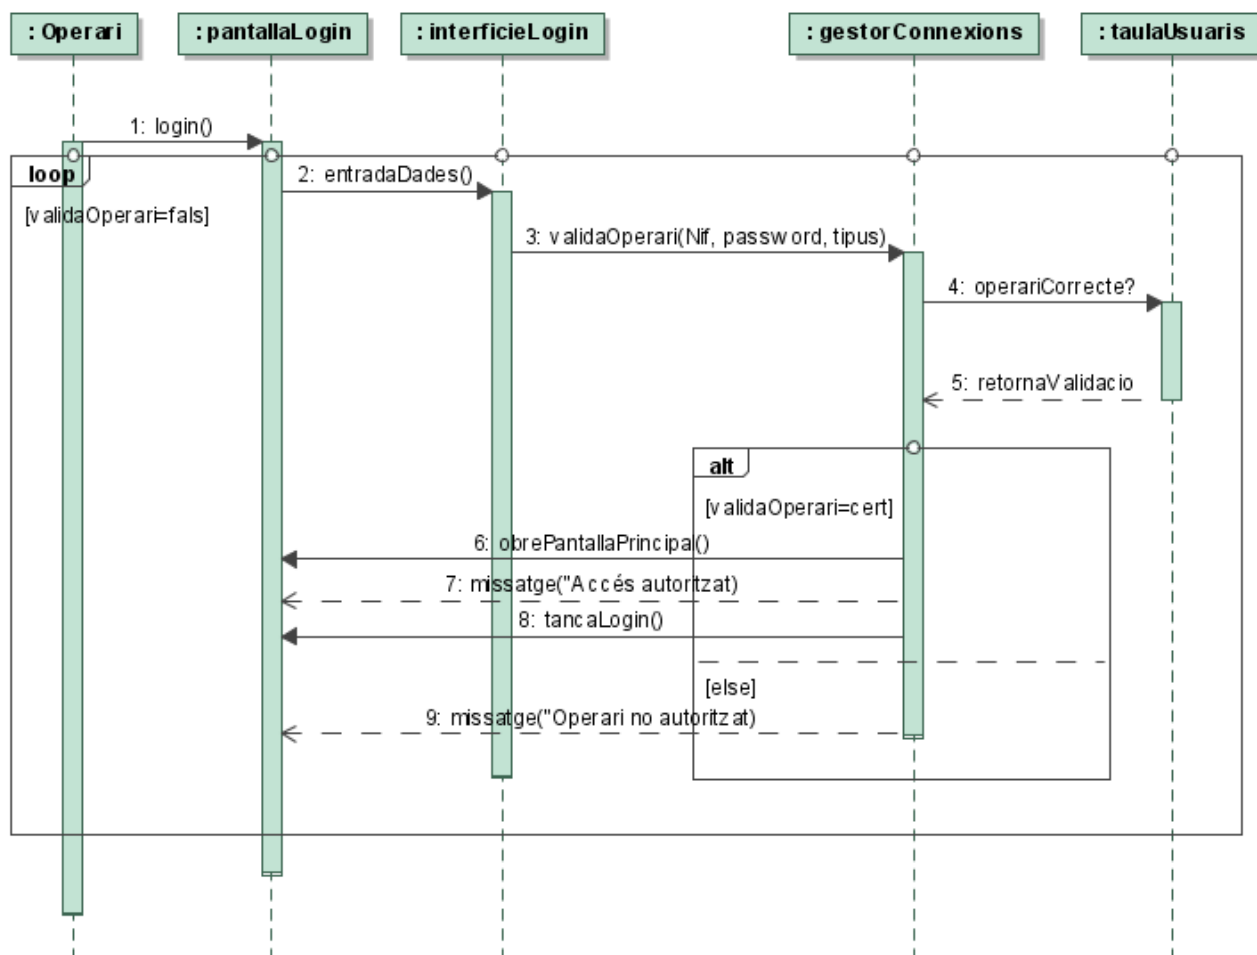 : Operari
: pantallaLogin
: interficieLogin
: gestorConnexions
: taulaUsuaris
1: login()
loop
2: entradaDades()
[validaOperari=fals]
3: validaOperari(Nif, password, tipus)
4: operariCorrecte?
5: retornaValidacio
alt
[validaOperari=cert]
6: obrePantallaPrincipa()
7: missatge("Accés autoritzat)
8: tancaLogin()
[else]
9: missatge("Operari no autoritzat)